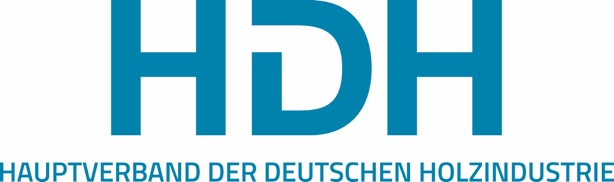 HDH
HAUPTVERBAND DER DEUTSCHEN HOLZINDUSTRIE